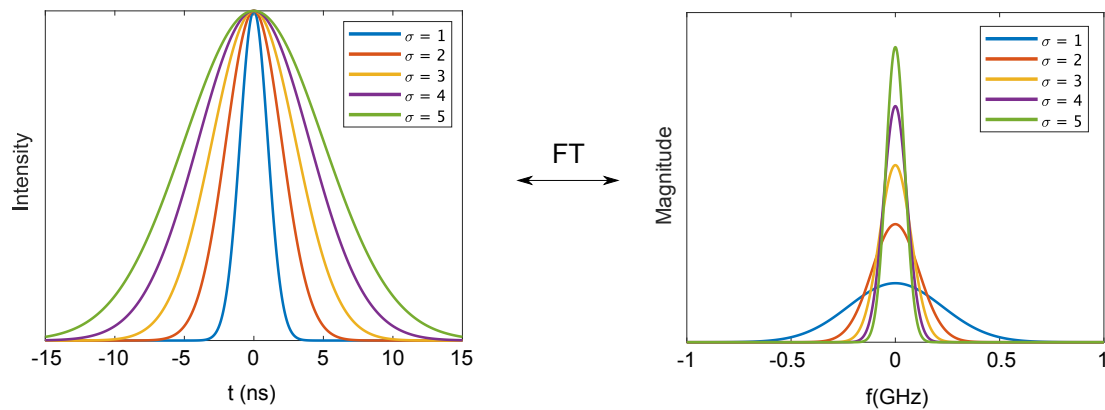 σ = 1
σ = 2
σ = 3
σ = 4
σ = 5
Intensity
-15 -10 -5 0 5 10 15
t (ns)
FT
σ = 1
σ = 2
σ = 3
σ = 4
σ = 5
Magnitude
-1 -0.5 0 0.5 1
f(GHz)